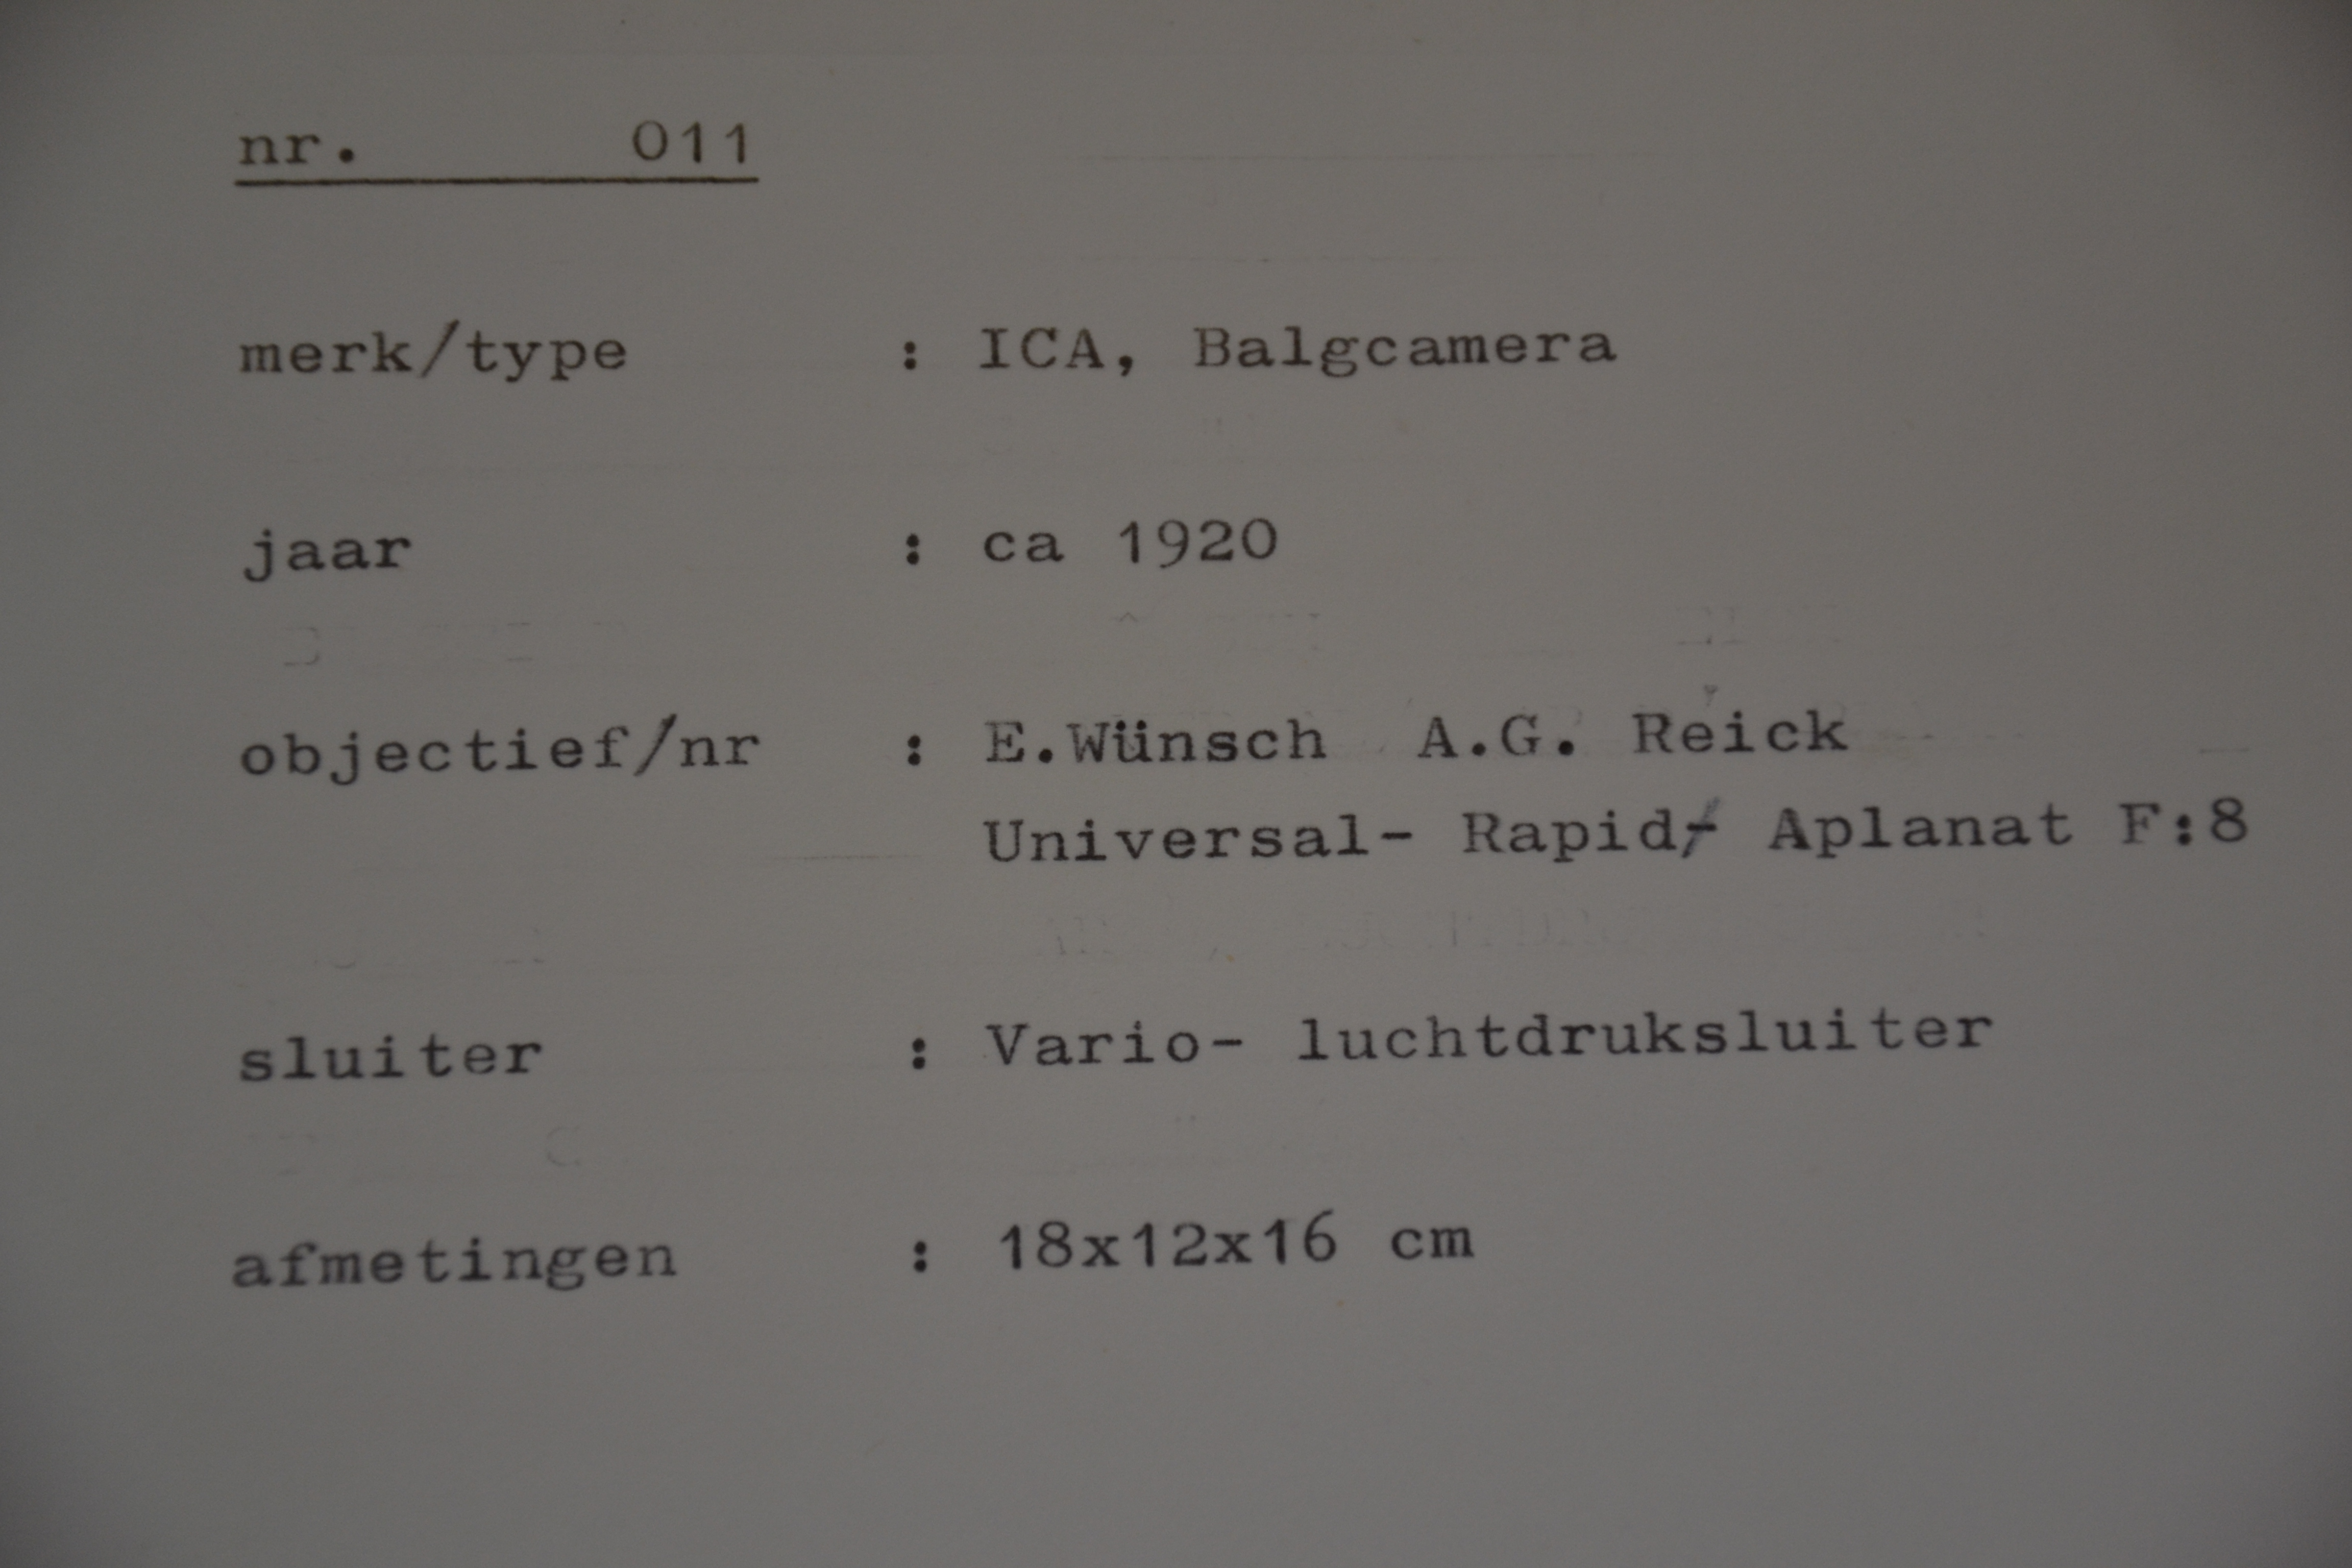 nr. 011
merk/type : ICA, Balgcamera
jaar : ca 1920
objectief/nr : E.Wünsch A.G. Reick
Universal- Rapid- Aplanat F:8
sluiter : Vario- luchtdruksluiter
afmetingen : 18x12x16 cm